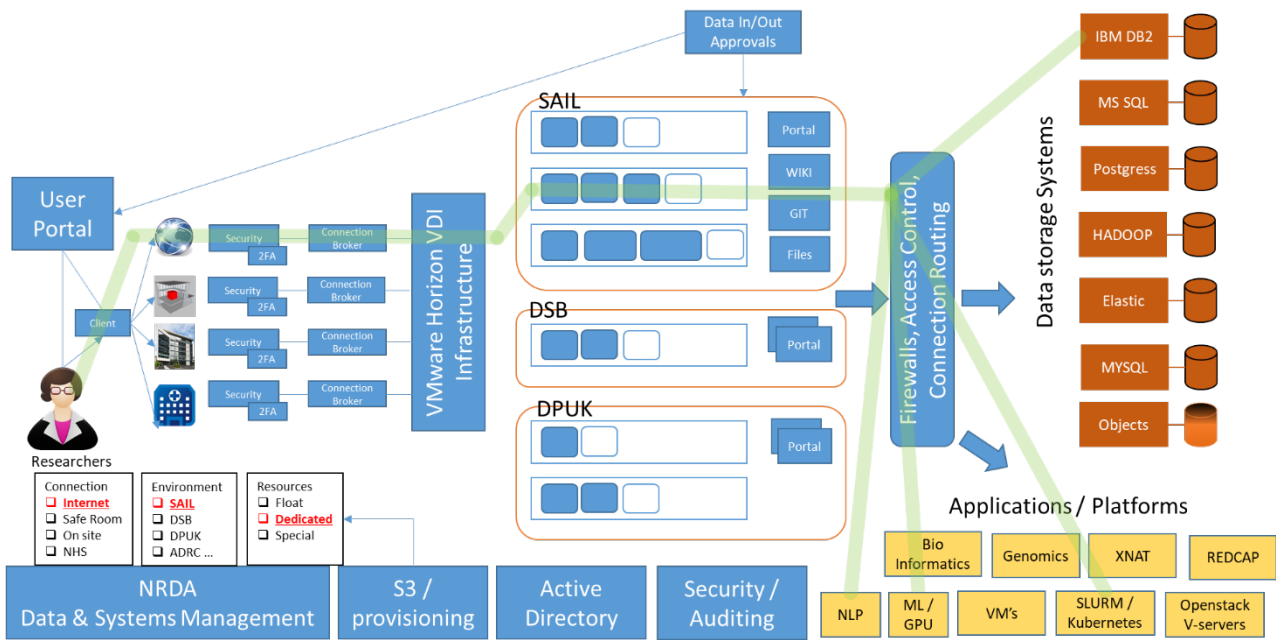 Data In/Out
Approvals
User
Portal
Client
Security
2FA
Connection
Broker
Security
2FA
Connection
Broker
Security
2FA
Connection
Broker
Security
2FA
Connection
Broker
VMware Horizon VDI
Infrastructure
SAIL
Portal
WIKI
GIT
Files
DSB
Portal
DPUK
Portal
Firewalls, Access Control,
Connection Routing
Data storage Systems
IBM DB2
MS SQL
Postgress
HADOOP
Elastic
MYSQL
Objects
Researchers
Connection
Internet
Safe Room
On site
NHS
Environment
SAIL
DSB
DPUK
ADRC ...
Resources
Float
Dedicated
Special
NRDA
Data & Systems Management
S3 /
provisioning
Active
Directory
Security /
Auditing
Applications / Platforms
Bio
Informatics
Genomics
XNAT
REDCAP
NLP
ML /
GPU
VM's
SLURM /
Kubernetes
Openstack
V-servers